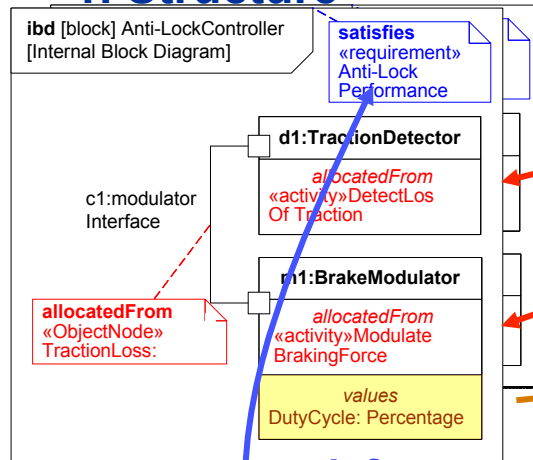 ibd [block] Anti-LockController
[Internal Block Diagram]
satisfies
«requirement»
Anti-Lock
Performance
d1:TractionDetector
allocatedFrom
«activity»DetectLos
Of Traction
c1:modulator
Interface
m1:BrakeModulator
allocatedFrom
«activity»Modulate
BrakingForce
allocatedFrom
«ObjectNode»
TractionLoss:
values
DutyCycle: Percentage